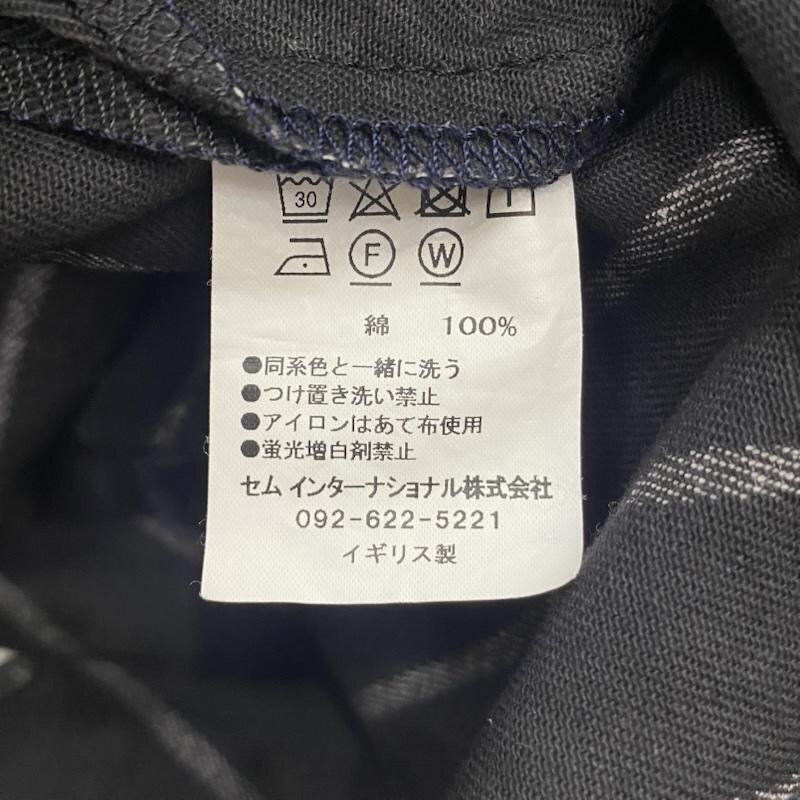 30
F W
綿 100%
●同系色と一緒に洗う
●つけ置き洗い禁止
●アイロンはあて布使用
●蛍光増白剤禁止
セム インターナショナル株式会社
092-622-5221
イギリス製